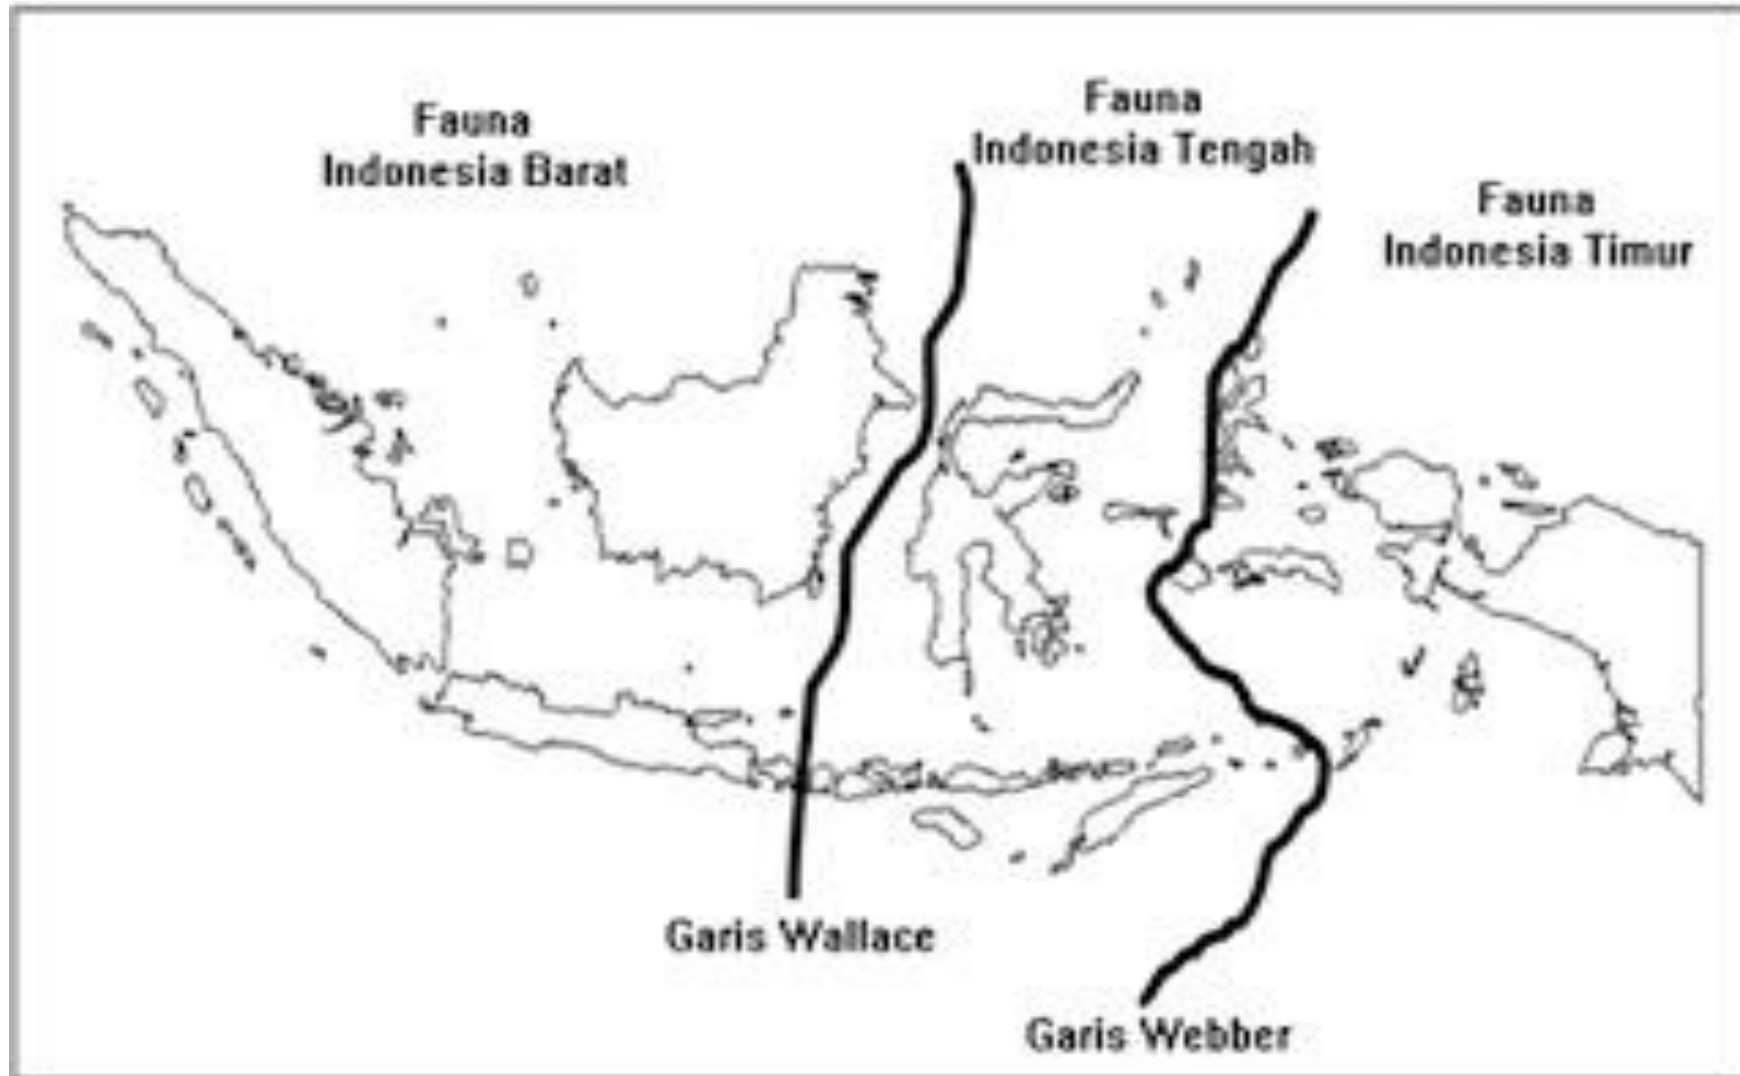 Fauna
Indonesia Barat
Fauna
Indonesia Tengah
Fauna
Indonesia Timur
Garis Wallace
Garis Webber